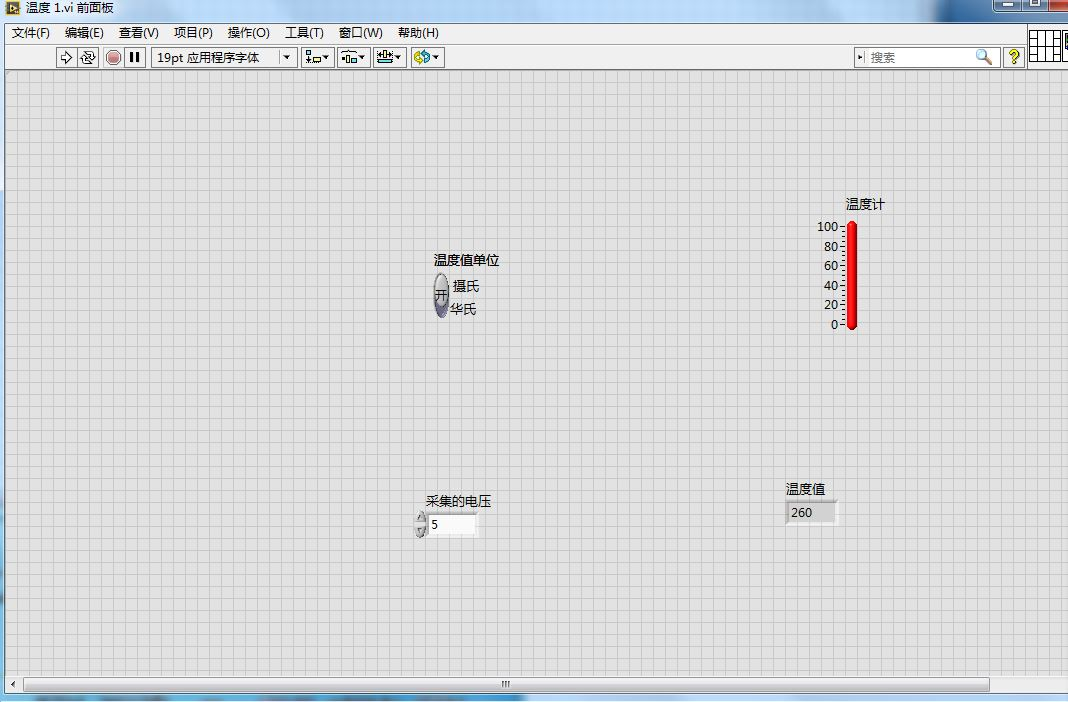 温度 1.vi 前面板
文件(F) 编辑(E) 查看(V) 项目(P) 操作(O) 工具(T) 窗口(W) 帮助(H)
19pt 应用程序字体 搜索 ?
温度计
100
80
60
40
20
0
温度值单位
开 摄氏
华氏
温度值
260
采集的电压
5